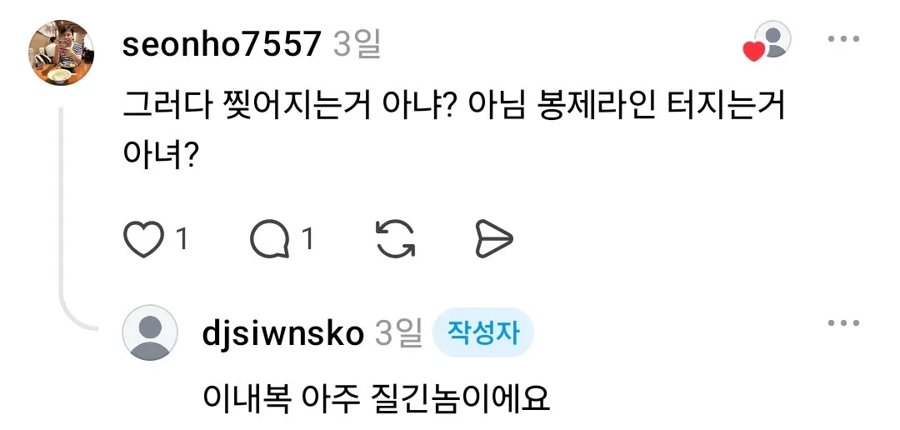 seonho7557 3일
그러다 찢어지는거 아냐? 아님 봉제라인 터지는거
아녀?
1 1
djsiwnsko 3일 작성자
이내복 아주 질긴놈이에요